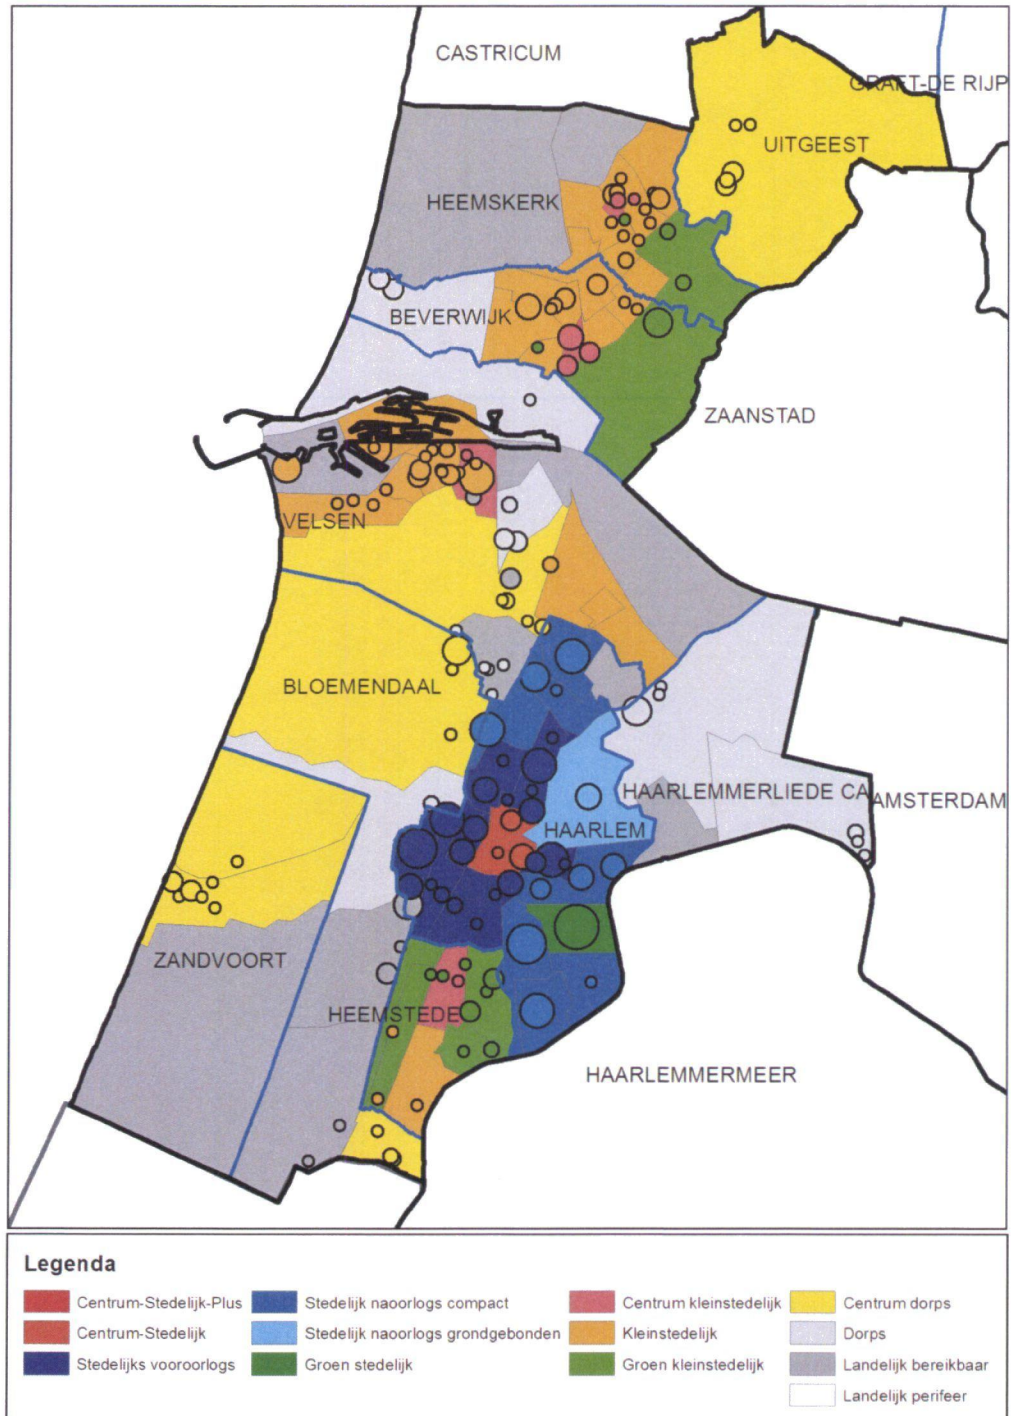 CASTRICUM
GRAFT-DE RIJP
UITGEEST
HEEMSKERK
BEVERWIJK
ZAANSTAD
VELSEN
BLOEMENDAAL
HAARLEMMERLIEDE CA
AMSTERDAM
HAARLEM
ZANDVOORT
HEEMSTEDE
HAARLEMMERMEER
Legenda
Centrum-Stedelijk-Plus
Stedelijk naoorlogs compact
Centrum kleinstedelijk
Centrum dorps
Centrum-Stedelijk
Stedelijk naoorlogs grondgebonden
Kleinstedelijk
Dorps
Stedelijks vooroorlogs
Groen stedelijk
Groen kleinstedelijk
Landelijk bereikbaar
Landelijk perifeer